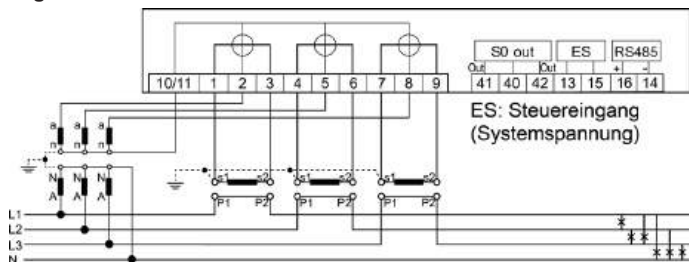 S0 out ES RS485
Out Out + -
10/11 1 2 3 4 5 6 7 8 9 41 40 42 13 15 16 14
ES: Steuereingang
(Systemspannung)
a a a
n n n
N N N
A A A
s1 s2 s1 s2 s1 s2
P1 P2 P1 P2 P1 P2
L1
L2
L3
N